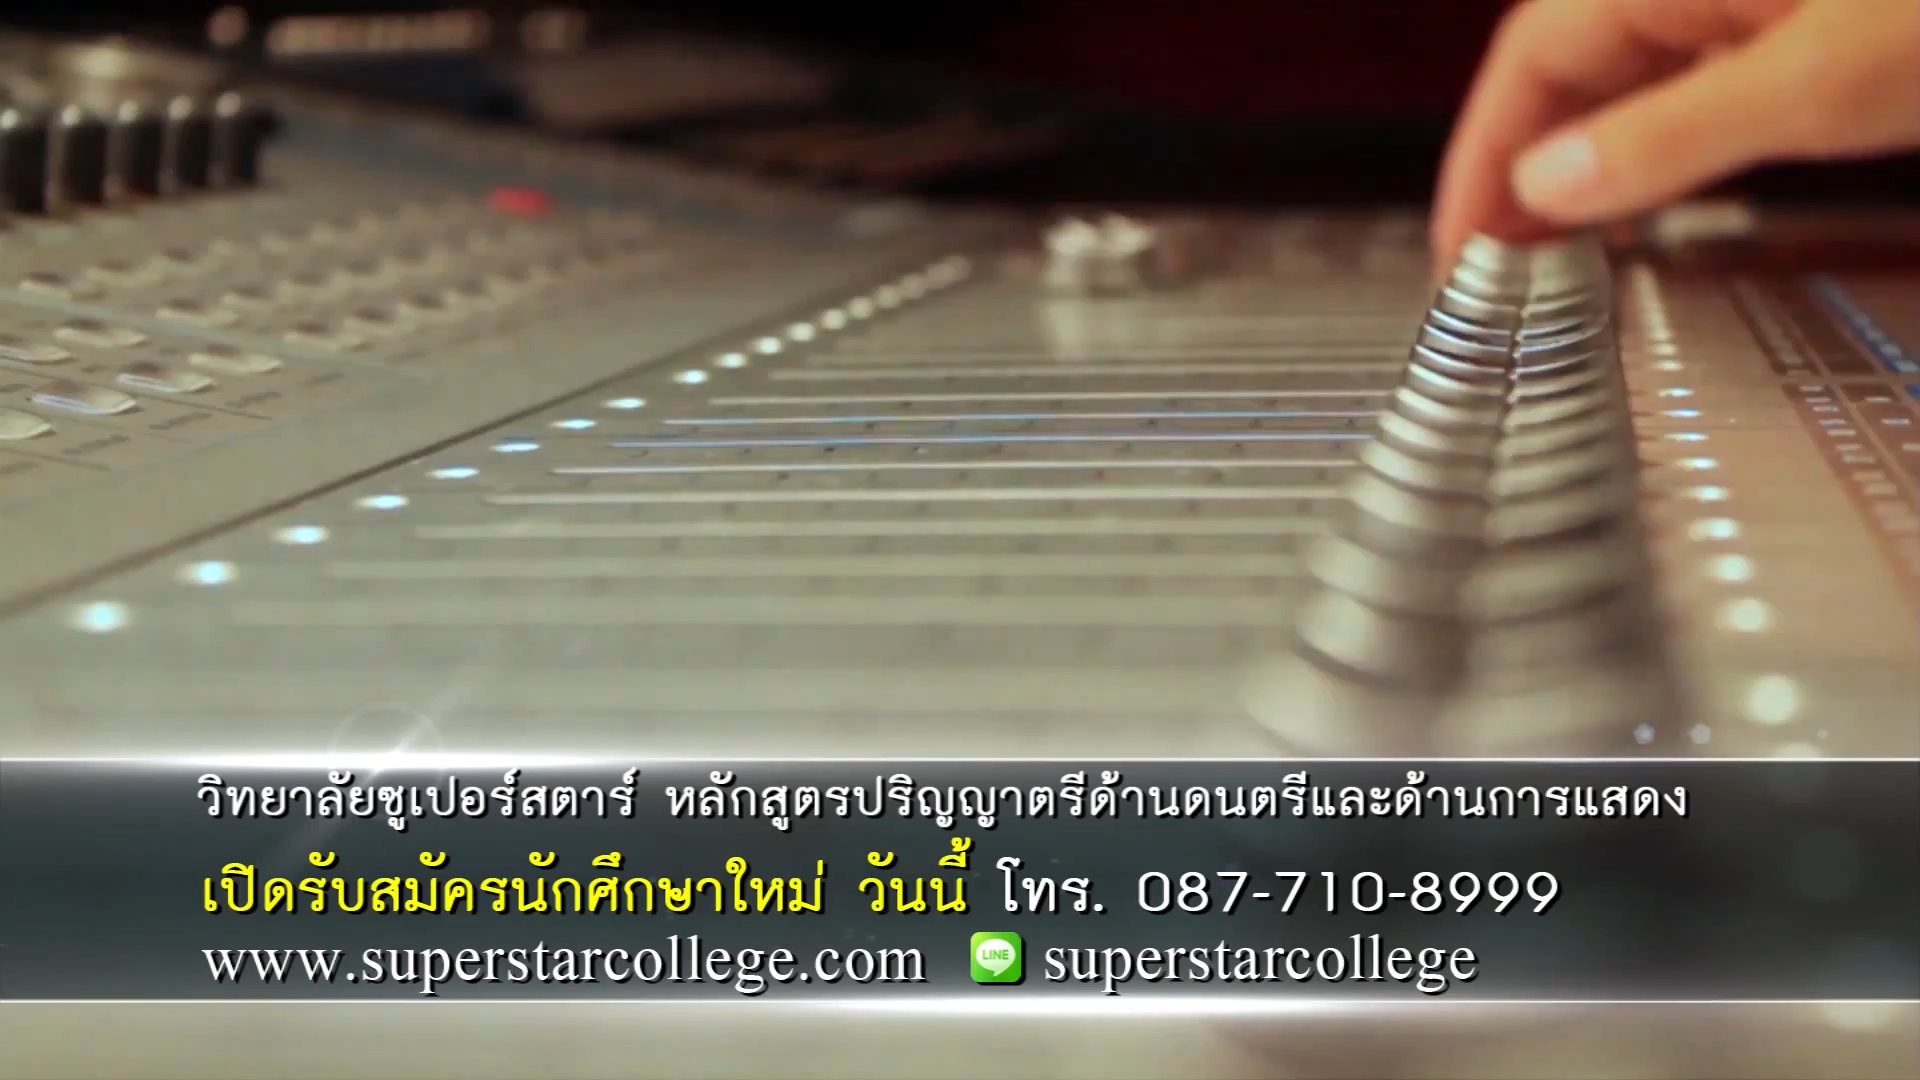 วิทยาลัยซูเปอร์สตาร์ หลักสูตรปริญญาตรีด้านดนตรีและด้านการแสดง
เปิดรับสมัครนักศึกษาใหม่ วันนี้ โทร. 087-710-8999
www.superstarcollege.com LINE superstarcollege